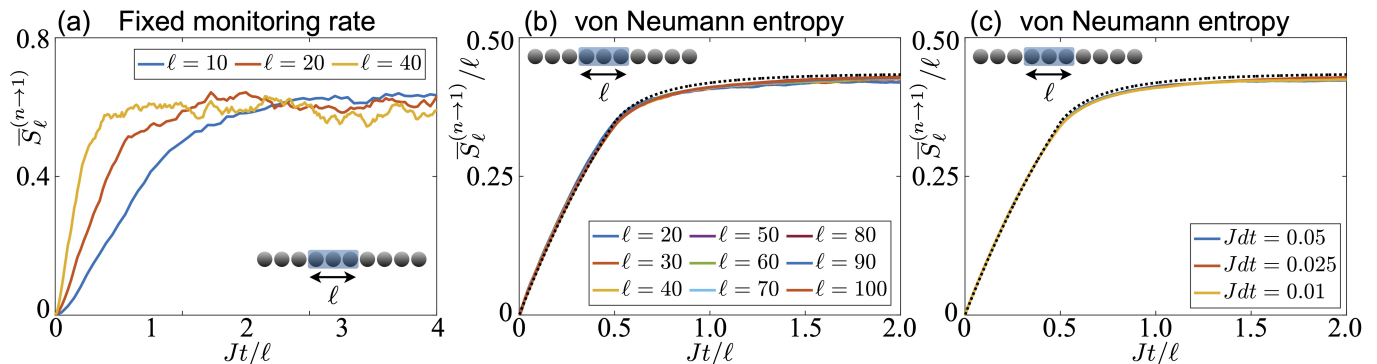 (a) Fixed monitoring rate
0.8
0.4
0
ℓ = 10 ℓ = 20 ℓ = 40
S̅_ℓ^(n→1)
ℓ
0 1 2 3 4
Jt/ℓ
(b) von Neumann entropy
0.50
0.25
0
ℓ
S̅_ℓ^(n→1)/ℓ
ℓ = 20 ℓ = 50 ℓ = 80
ℓ = 30 ℓ = 60 ℓ = 90
ℓ = 40 ℓ = 70 ℓ = 100
0 0.5 1.0 1.5 2.0
Jt/ℓ
(c) von Neumann entropy
0.50
0.25
0
ℓ
S̅_ℓ^(n→1)/ℓ
Jdt = 0.05
Jdt = 0.025
Jdt = 0.01
0 0.5 1.0 1.5 2.0
Jt/ℓ